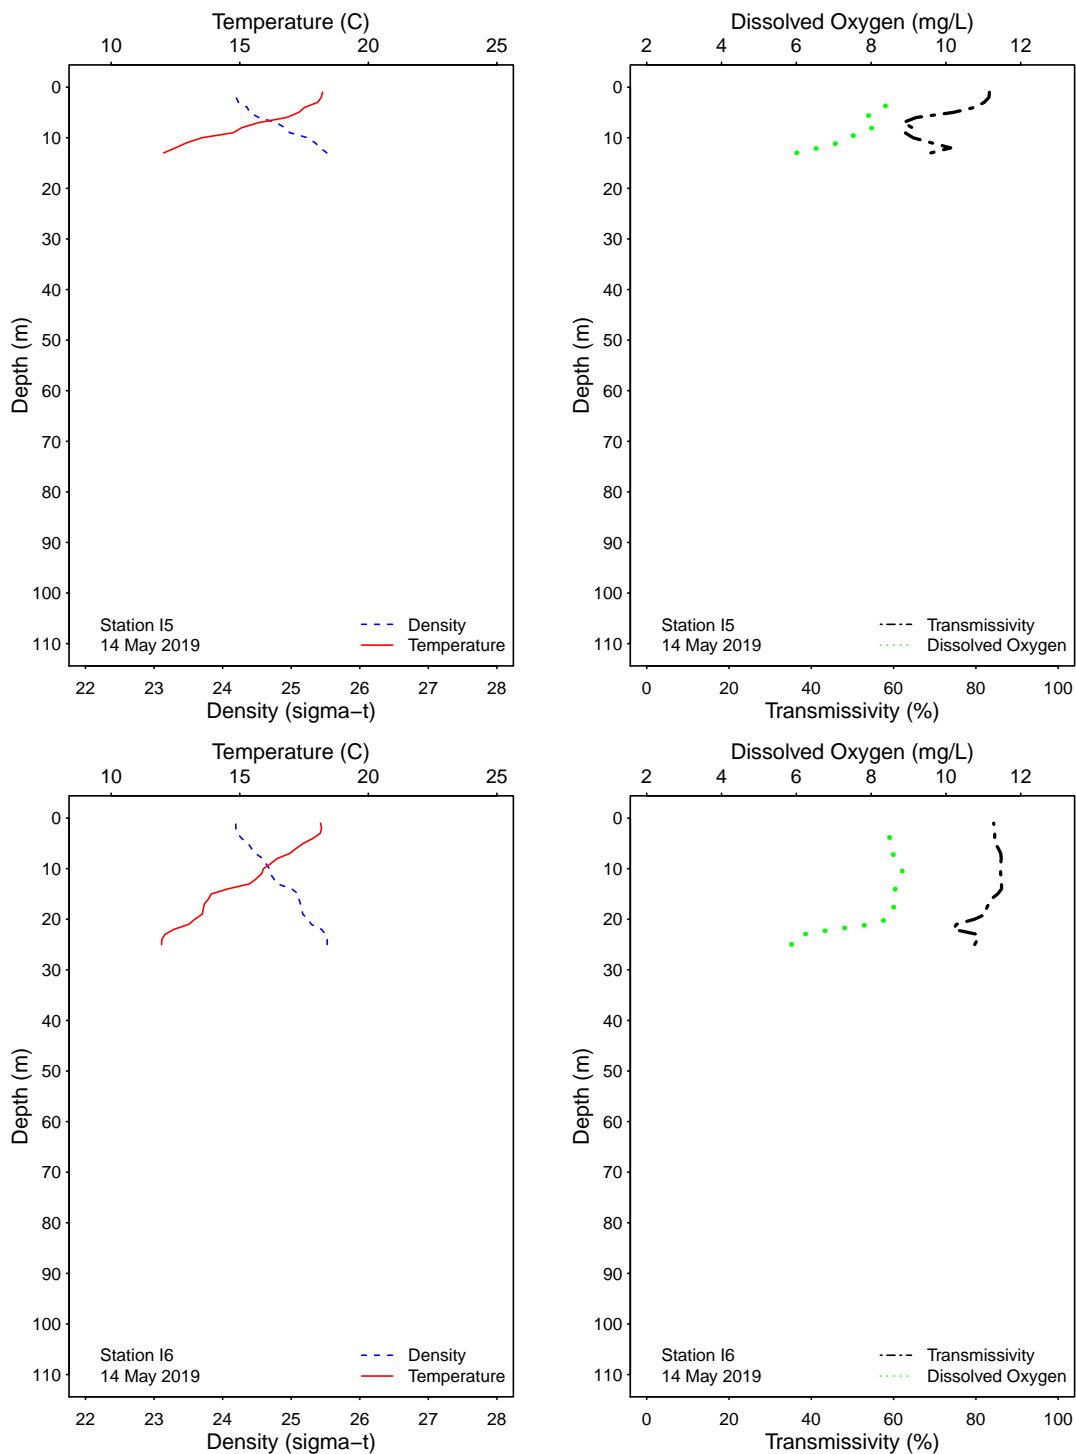 Temperature (C)
10 15 20 25
0
10
20
30
40
50
60
70
80
90
100
110
Depth (m)
Station I5
14 May 2019
Density
Temperature
22 23 24 25 26 27 28
Density (sigma−t)
Dissolved Oxygen (mg/L)
2 4 6 8 10 12
0
10
20
30
40
50
60
70
80
90
100
110
Depth (m)
Station I5
14 May 2019
Transmissivity
Dissolved Oxygen
0 20 40 60 80 100
Transmissivity (%)
Temperature (C)
10 15 20 25
0
10
20
30
40
50
60
70
80
90
100
110
Depth (m)
Station I6
14 May 2019
Density
Temperature
22 23 24 25 26 27 28
Density (sigma−t)
Dissolved Oxygen (mg/L)
2 4 6 8 10 12
0
10
20
30
40
50
60
70
80
90
100
110
Depth (m)
Station I6
14 May 2019
Transmissivity
Dissolved Oxygen
0 20 40 60 80 100
Transmissivity (%)